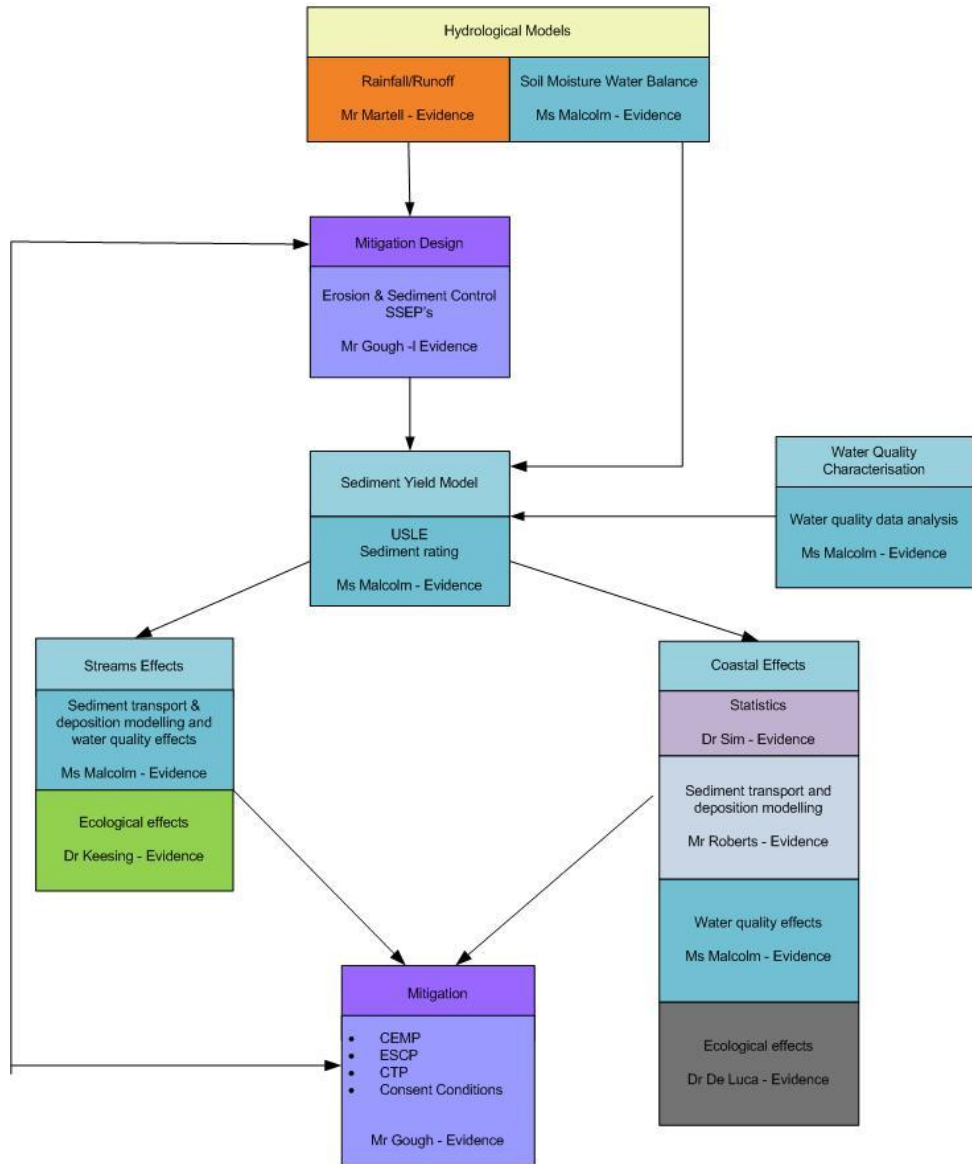 Hydrological Models
Rainfall/Runoff
Mr Martell - Evidence
Soil Moisture Water Balance
Ms Malcolm - Evidence
Mitigation Design
Erosion & Sediment Control
SSEP's
Mr Gough -I Evidence
Sediment Yield Model
USLE
Sediment rating
Ms Malcolm - Evidence
Water Quality
Characterisation
Water quality data analysis
Ms Malcolm - Evidence
Streams Effects
Sediment transport &
deposition modelling and
water quality effects
Ms Malcolm - Evidence
Ecological effects
Dr Keesing - Evidence
Coastal Effects
Statistics
Dr Sim - Evidence
Sediment transport and
deposition modelling
Mr Roberts - Evidence
Water quality effects
Ms Malcolm - Evidence
Ecological effects
Dr De Luca - Evidence
Mitigation
• CEMP
• ESCP
• CTP
• Consent Conditions
Mr Gough - Evidence